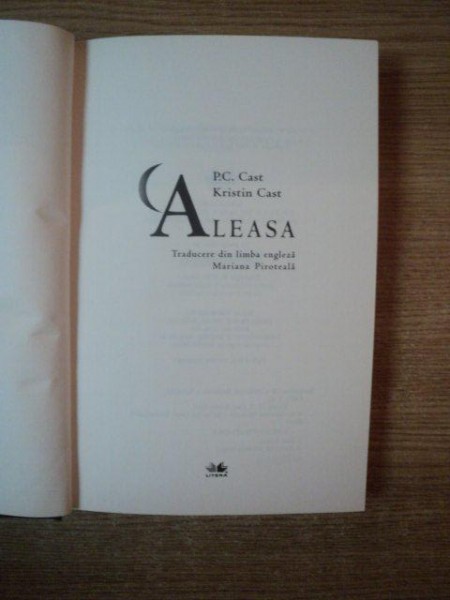 P.C. Cast
Kristin Cast
ALEASA
Traducere din limba engleză
Mariana Piroteală
LITERA